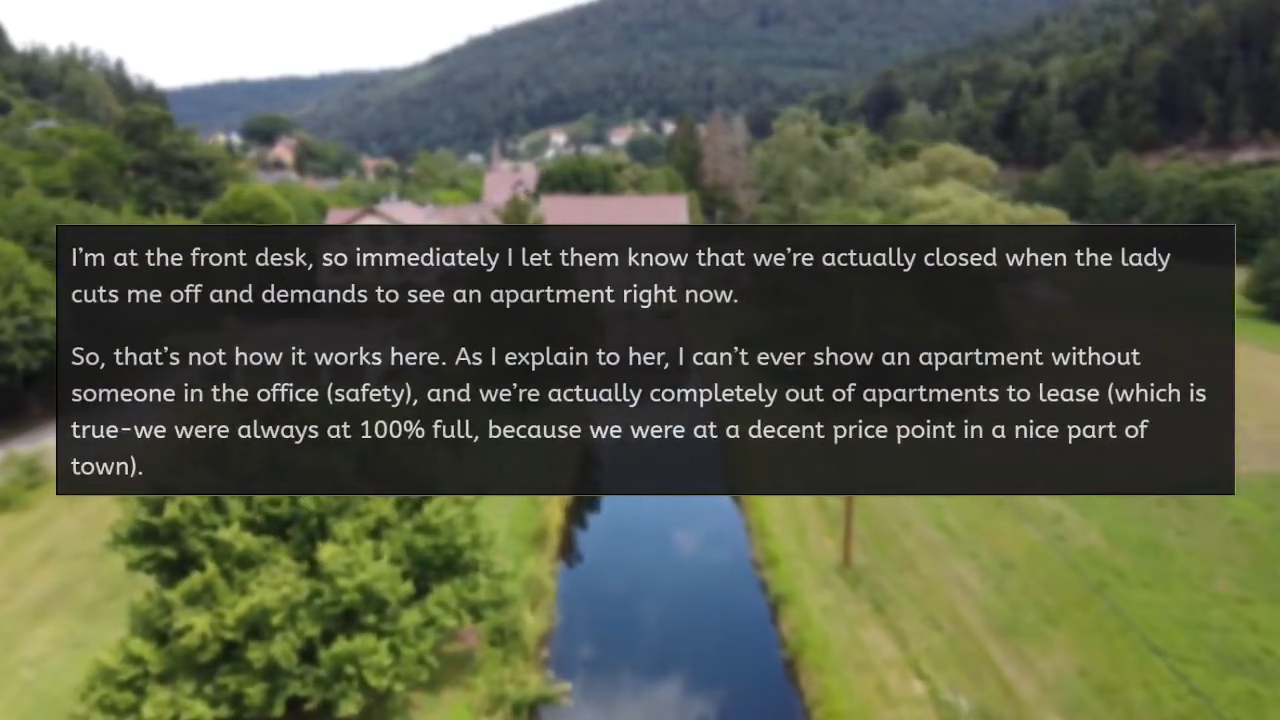 I’m at the front desk, so immediately I let them know that we’re actually closed when the lady
cuts me off and demands to see an apartment right now.
So, that’s not how it works here. As I explain to her, I can’t ever show an apartment without
someone in the office (safety), and we’re actually completely out of apartments to lease (which is
true-we were always at 100% full, because we were at a decent price point in a nice part of
town).